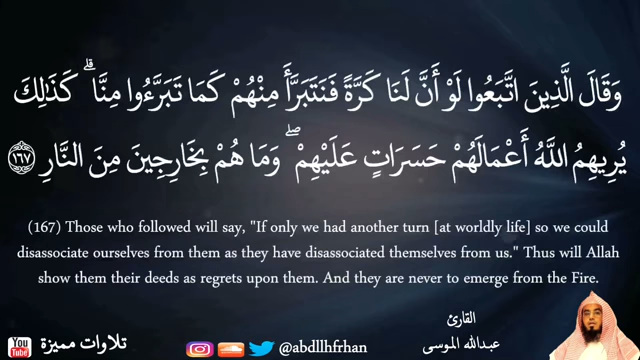 وَقَالَ الَّذِينَ اتَّبَعُوا لَوْ أَنَّ لَنَا كَرَّةً فَنَتَبَرَّأَ مِنْهُمْ كَمَا تَبَرَّءُوا مِنَّا ۗ كَذَٰلِكَ
يُرِيهِمُ اللَّهُ أَعْمَالَهُمْ حَسَرَاتٍ عَلَيْهِمْ ۖ وَمَا هُمْ بِخَارِجِينَ مِنَ النَّارِ ﴿١٦٧﴾
(167) Those who followed will say, "If only we had another turn [at worldly life] so we could
disassociate ourselves from them as they have disassociated themselves from us." Thus will Allah
show them their deeds as regrets upon them. And they are never to emerge from the Fire.
القارئ
عبدالله الموسى
You Tube تلاوات مميزة
@abdllhfrhan